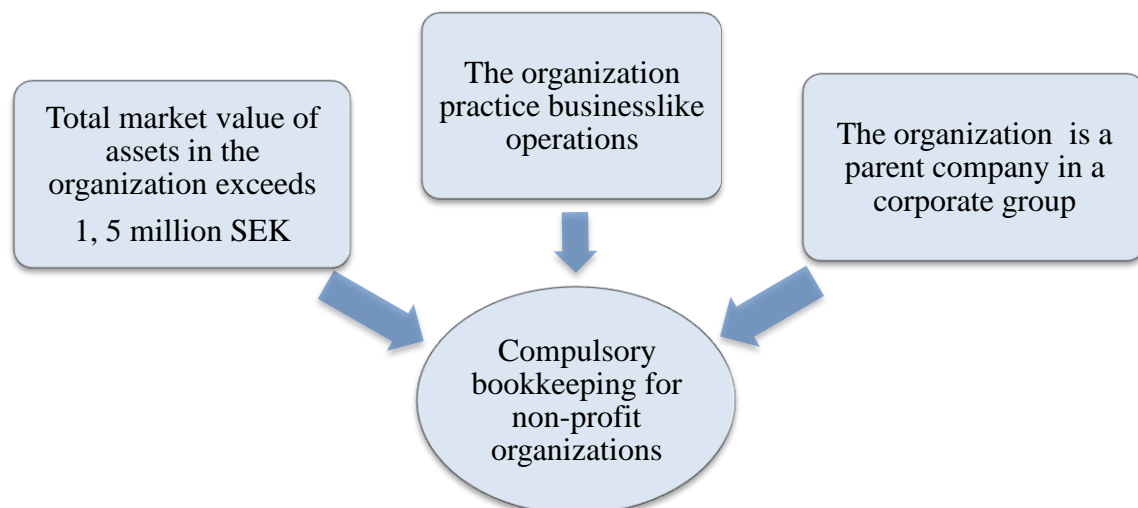 Total market value of
assets in the
organization exceeds
1, 5 million SEK
The organization
practice businesslike
operations
The organization is a
parent company in a
corporate group
Compulsory
bookkeeping for
non-profit
organizations